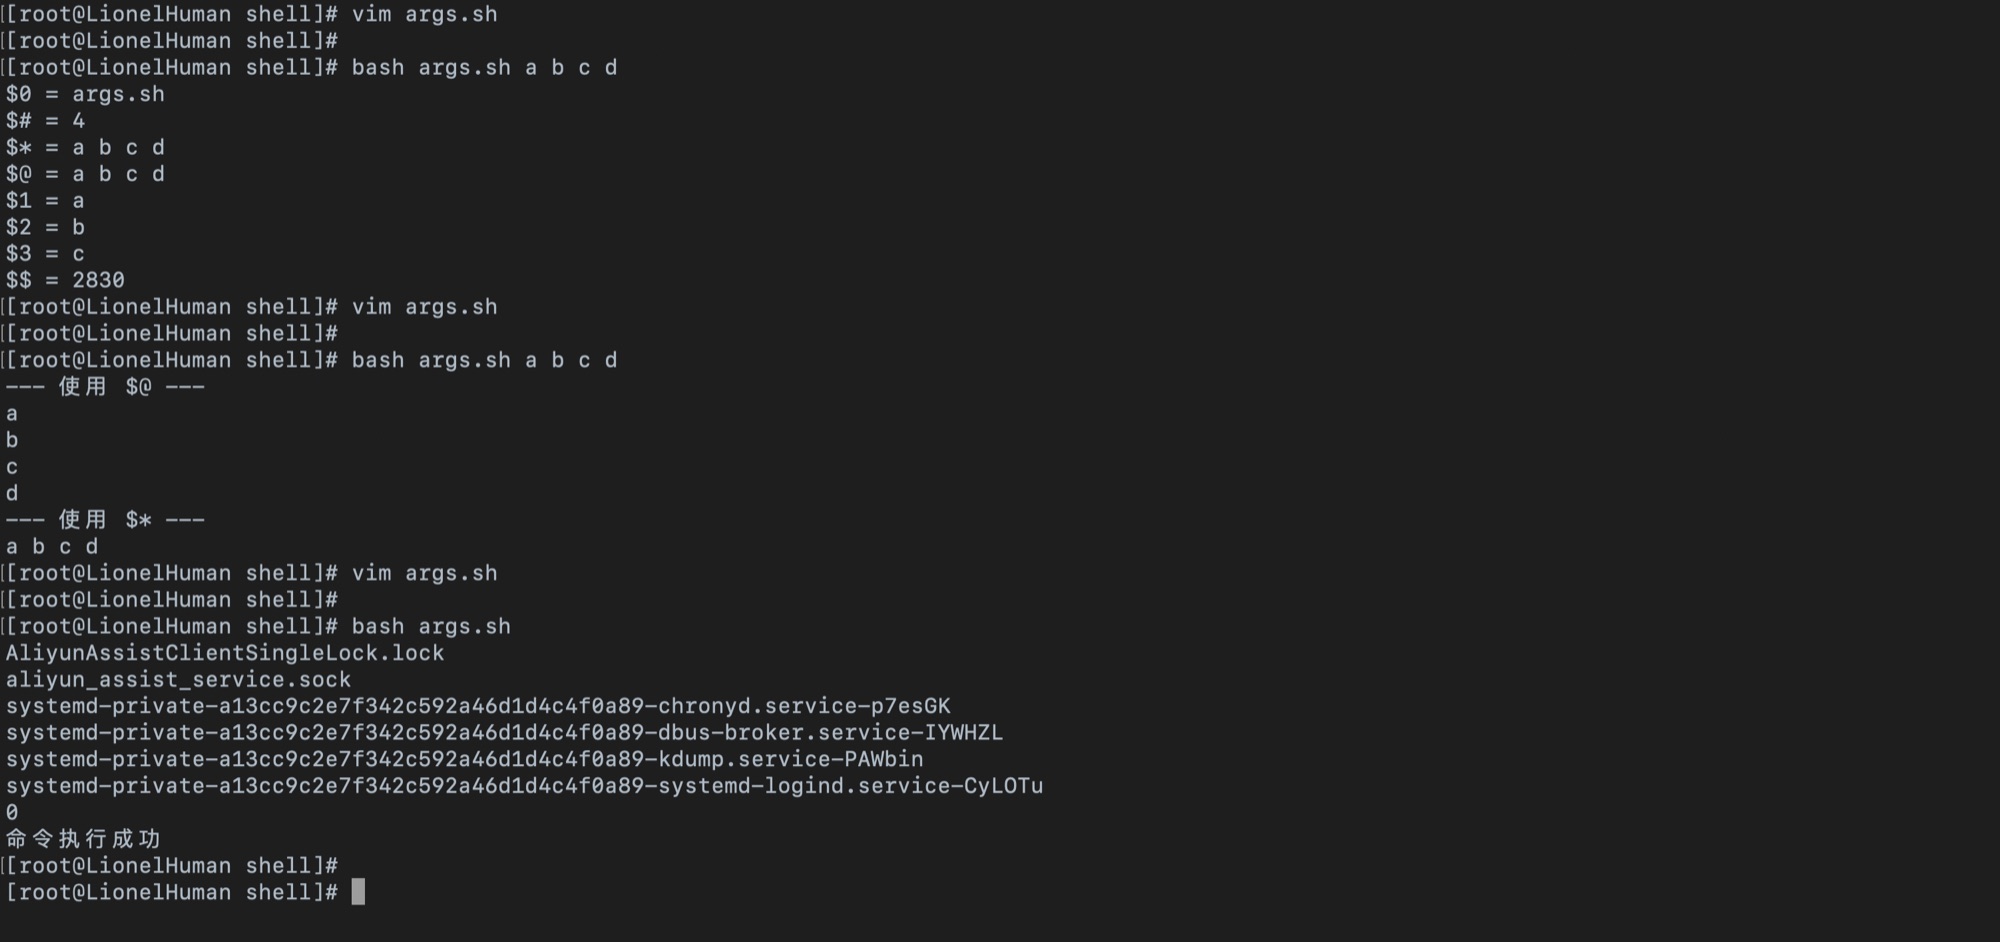 [[root@LionelHuman shell]# vim args.sh
[[root@LionelHuman shell]#
[[root@LionelHuman shell]# bash args.sh a b c d
$0 = args.sh
$# = 4
$* = a b c d
$@ = a b c d
$1 = a
$2 = b
$3 = c
$$ = 2830
[[root@LionelHuman shell]# vim args.sh
[[root@LionelHuman shell]#
[[root@LionelHuman shell]# bash args.sh a b c d
--- 使用 $@ ---
a
b
c
d
--- 使用 $* ---
a b c d
[[root@LionelHuman shell]# vim args.sh
[[root@LionelHuman shell]#
[[root@LionelHuman shell]# bash args.sh
AliyunAssistClientSingleLock.lock
aliyun_assist_service.sock
systemd-private-a13cc9c2e7f342c592a46d1d4c4f0a89-chronyd.service-p7esGK
systemd-private-a13cc9c2e7f342c592a46d1d4c4f0a89-dbus-broker.service-IYWHZL
systemd-private-a13cc9c2e7f342c592a46d1d4c4f0a89-kdump.service-PAWbin
systemd-private-a13cc9c2e7f342c592a46d1d4c4f0a89-systemd-logind.service-CyLOTu
0
命令执行成功
[[root@LionelHuman shell]#
[root@LionelHuman shell]#